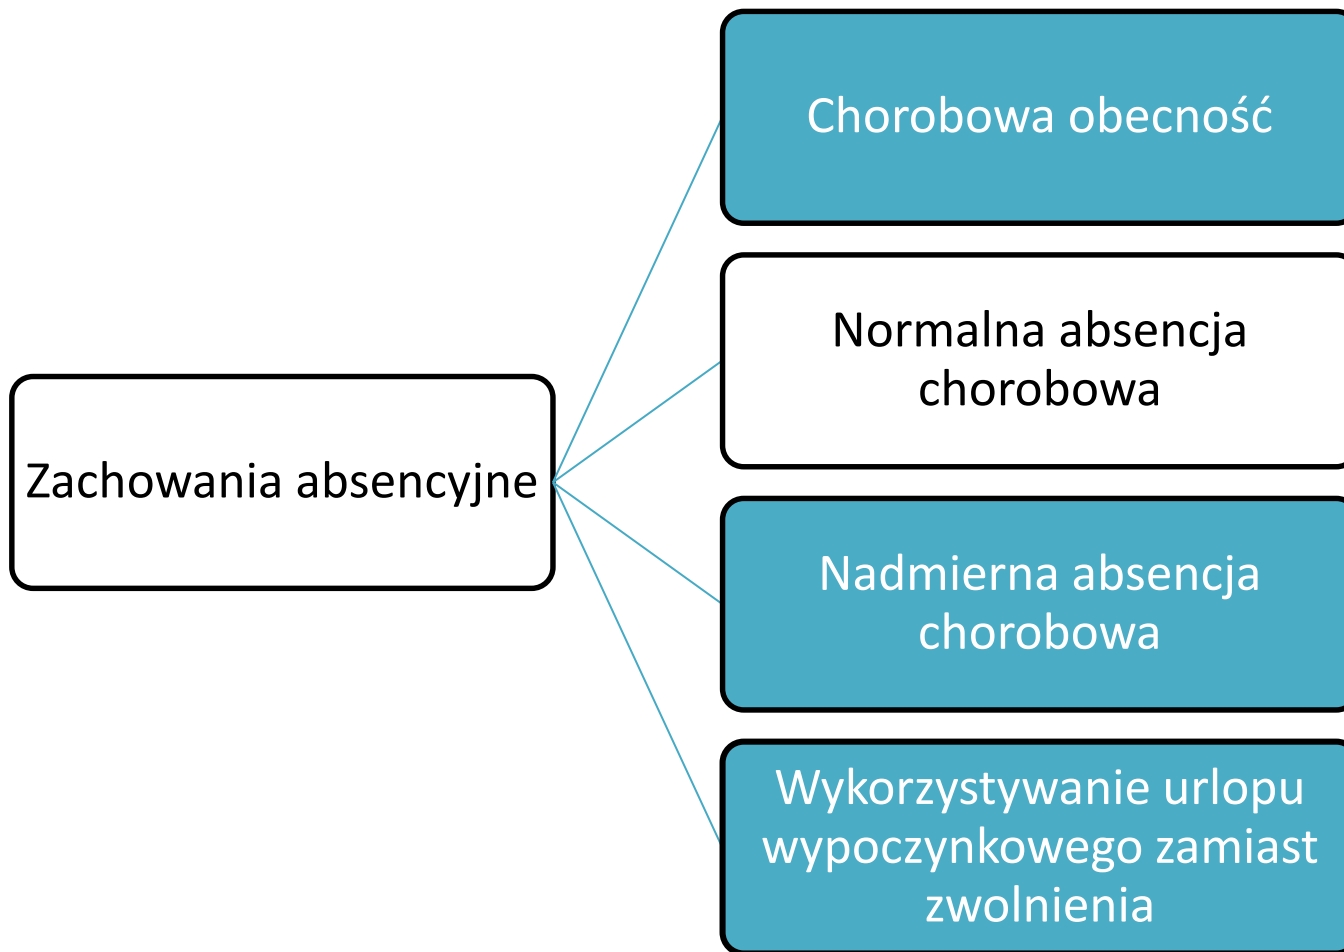 Chorobowa obecność
Normalna absencja
chorobowa
Zachowania absencyjne
Nadmierna absencja
chorobowa
Wykorzystywanie urlopu
wypoczynkowego zamiast
zwolnienia